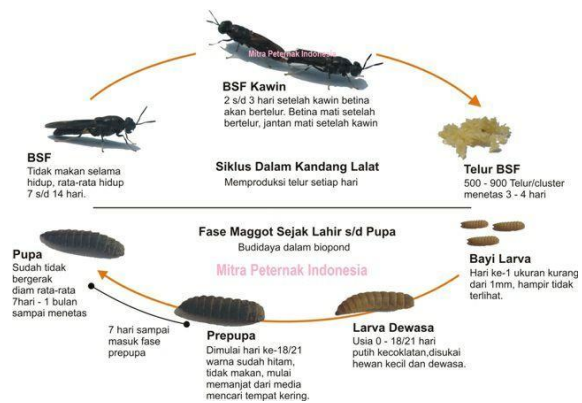 Mitra Peternak Indonesia
BSF Kawin
2 s/d 3 hari setelah kawin betina
akan bertelur. Betina mati setelah
bertelur, jantan mati setelah kawin
BSF
Tidak makan selama
hidup, rata-rata hidup
7 s/d 14 hari.
Siklus Dalam Kandang Lalat
Memproduksi telur setiap hari
Telur BSF
500 - 900 Telur/cluster
menetas 3 - 4 hari
Fase Maggot Sejak Lahir s/d Pupa
Budidaya dalam biopond
Mitra Peternak Indonesia
Pupa
Sudah tidak
bergerak
diam rata-rata
7hari - 1 bulan
sampai menetas
Bayi Larva
Hari ke-1 ukuran kurang
dari 1mm, hampir tidak
terlihat.
7 hari sampai
masuk fase
prepupa
Prepupa
Dimulai hari ke-18/21
warna sudah hitam,
tidak makan, mulai
memanjat dari media
mencari tempat kering.
Larva Dewasa
Usia 0 - 18/21 hari
putih kecoklatan,disukai
hewan kecil dan dewasa.